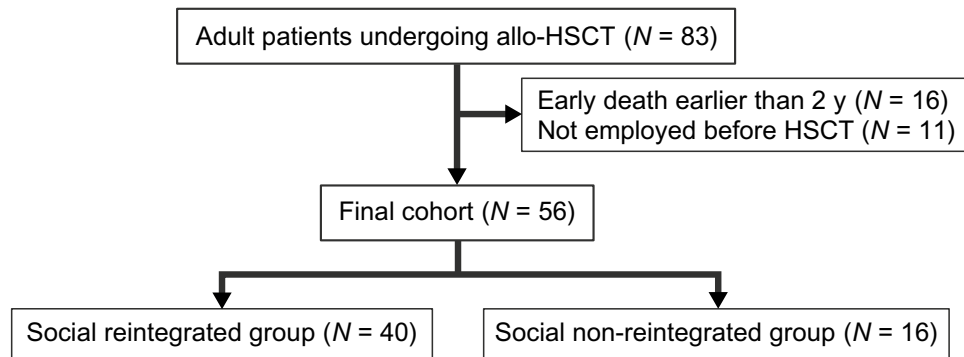 Adult patients undergoing allo-HSCT (N = 83)
Early death earlier than 2 y (N = 16)
Not employed before HSCT (N = 11)
Final cohort (N = 56)
Social reintegrated group (N = 40)
Social non-reintegrated group (N = 16)